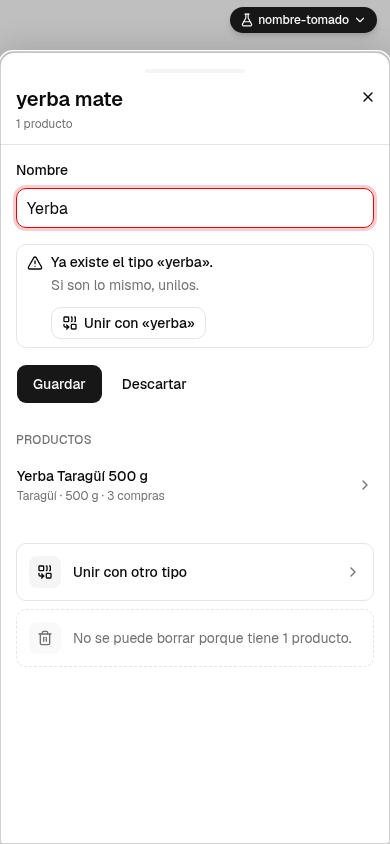 nombre-tomado
yerba mate
1 producto
Nombre
Yerba
Ya existe el tipo «yerba».
Si son lo mismo, unilos.
Unir con «yerba»
Guardar
Descartar
PRODUCTOS
Yerba Taragüí 500 g
Taragüí · 500 g · 3 compras
Unir con otro tipo
No se puede borrar porque tiene 1 producto.